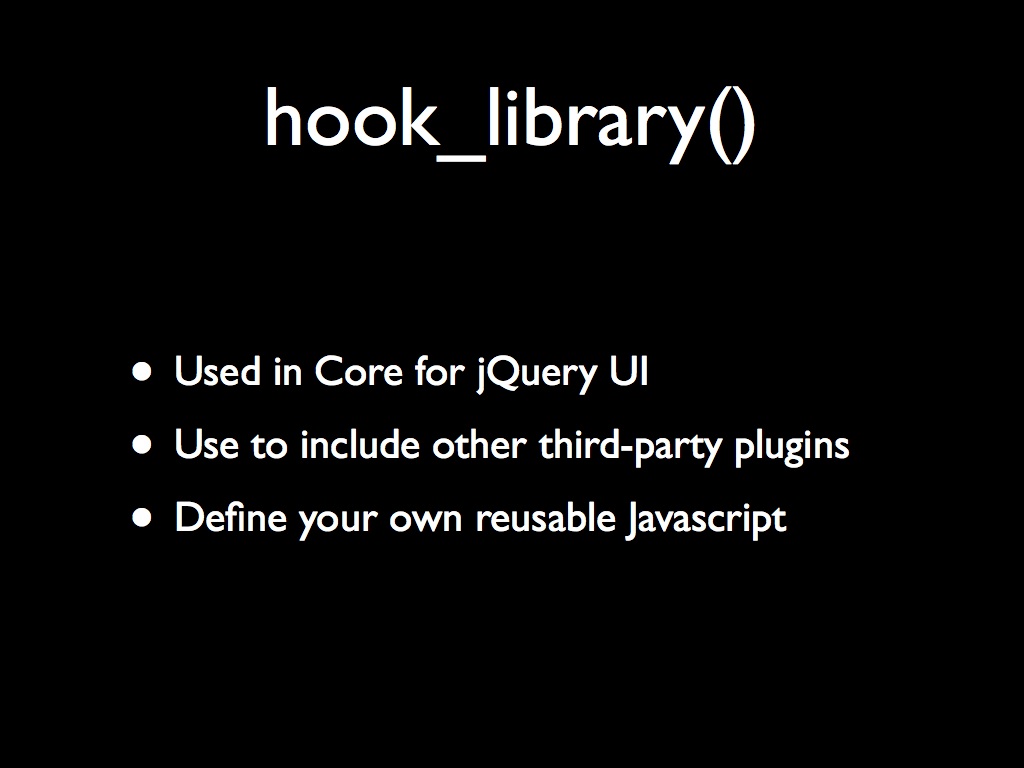 hook_library()
• Used in Core for jQuery UI
• Use to include other third-party plugins
• Define your own reusable Javascript